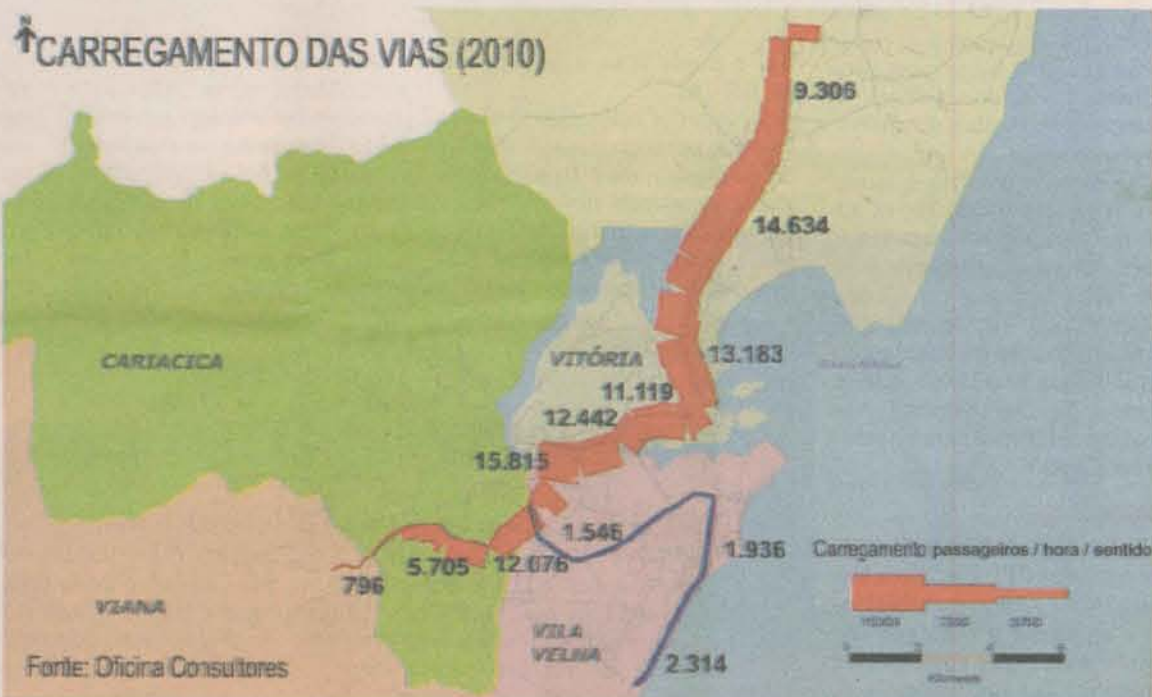 N
CARREGAMENTO DAS VIAS (2010)
9.306
14.634
CARIACICA
VITÓRIA
13.183
11.119
12.442
15.815
1.546
1.936
Carregamento passageiros / hora / sentido
5.705
12.676
796
VIANA
VILA
VELHA
2.314
Fonte: Oficina Consultores